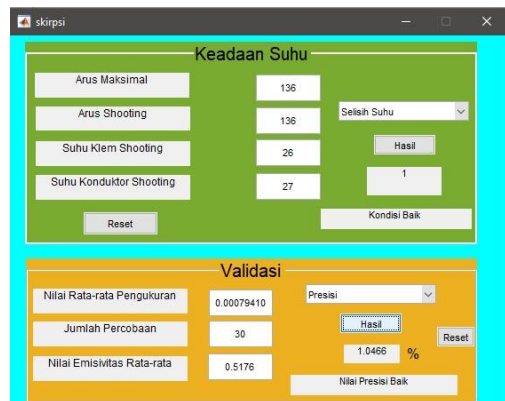 skirpsi
Keadaan Suhu
Arus Maksimal
136
Arus Shooting
136
Selisih Suhu
Suhu Klem Shooting
26
Hasil
Suhu Konduktor Shooting
27
1
Reset
Kondisi Baik
Validasi
Nilai Rata-rata Pengukuran
0.00079410
Presisi
Jumlah Percobaan
30
Hasil
Reset
Nilai Emisivitas Rata-rata
0.5176
1.0466 %
Nilai Presisi Baik